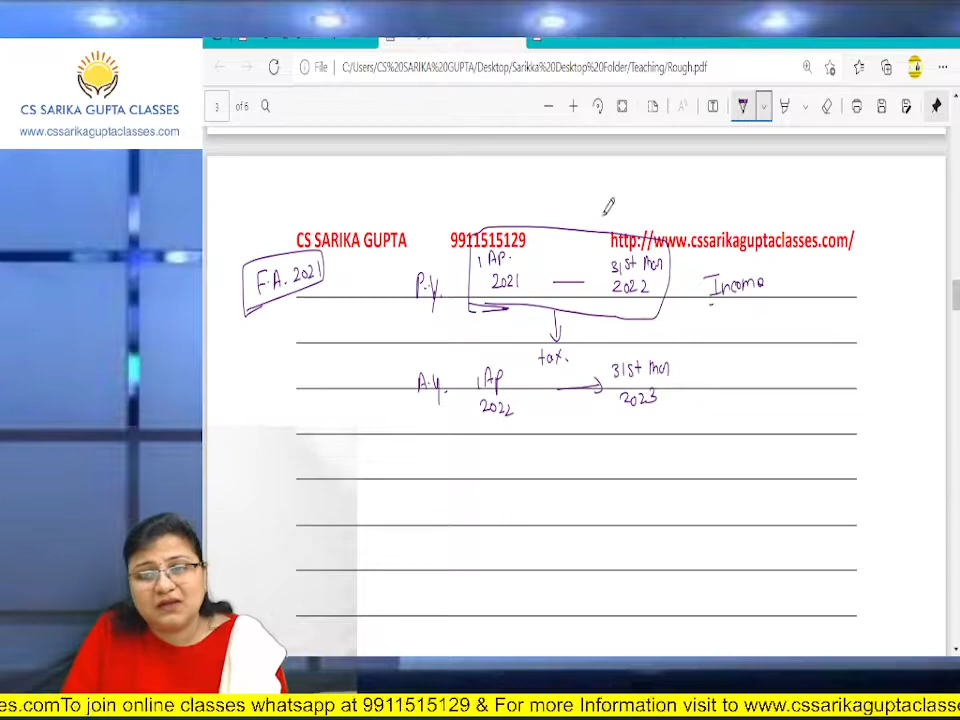 CS SARIKA GUPTA CLASSES
www.cssarikaguptaclasses.com
File C:/Users/CS%20SARIKA%20GUPTA/Desktop/Sarikka%20Desktop%20Folder/Teaching/Rough.pdf
3 of 6
CS SARIKA GUPTA 9911515129 http://www.cssarikaguptaclasses.com/
F.A. 2021
P.Y. 1 AP. 2021 — 31st Mar 2022 Income
tax.
A.Y. 1 AP 2022 → 31st Mar 2023
es.comTo join online classes whatsapp at 9911515129 & For more Information visit to www.cssarikaguptaclasse